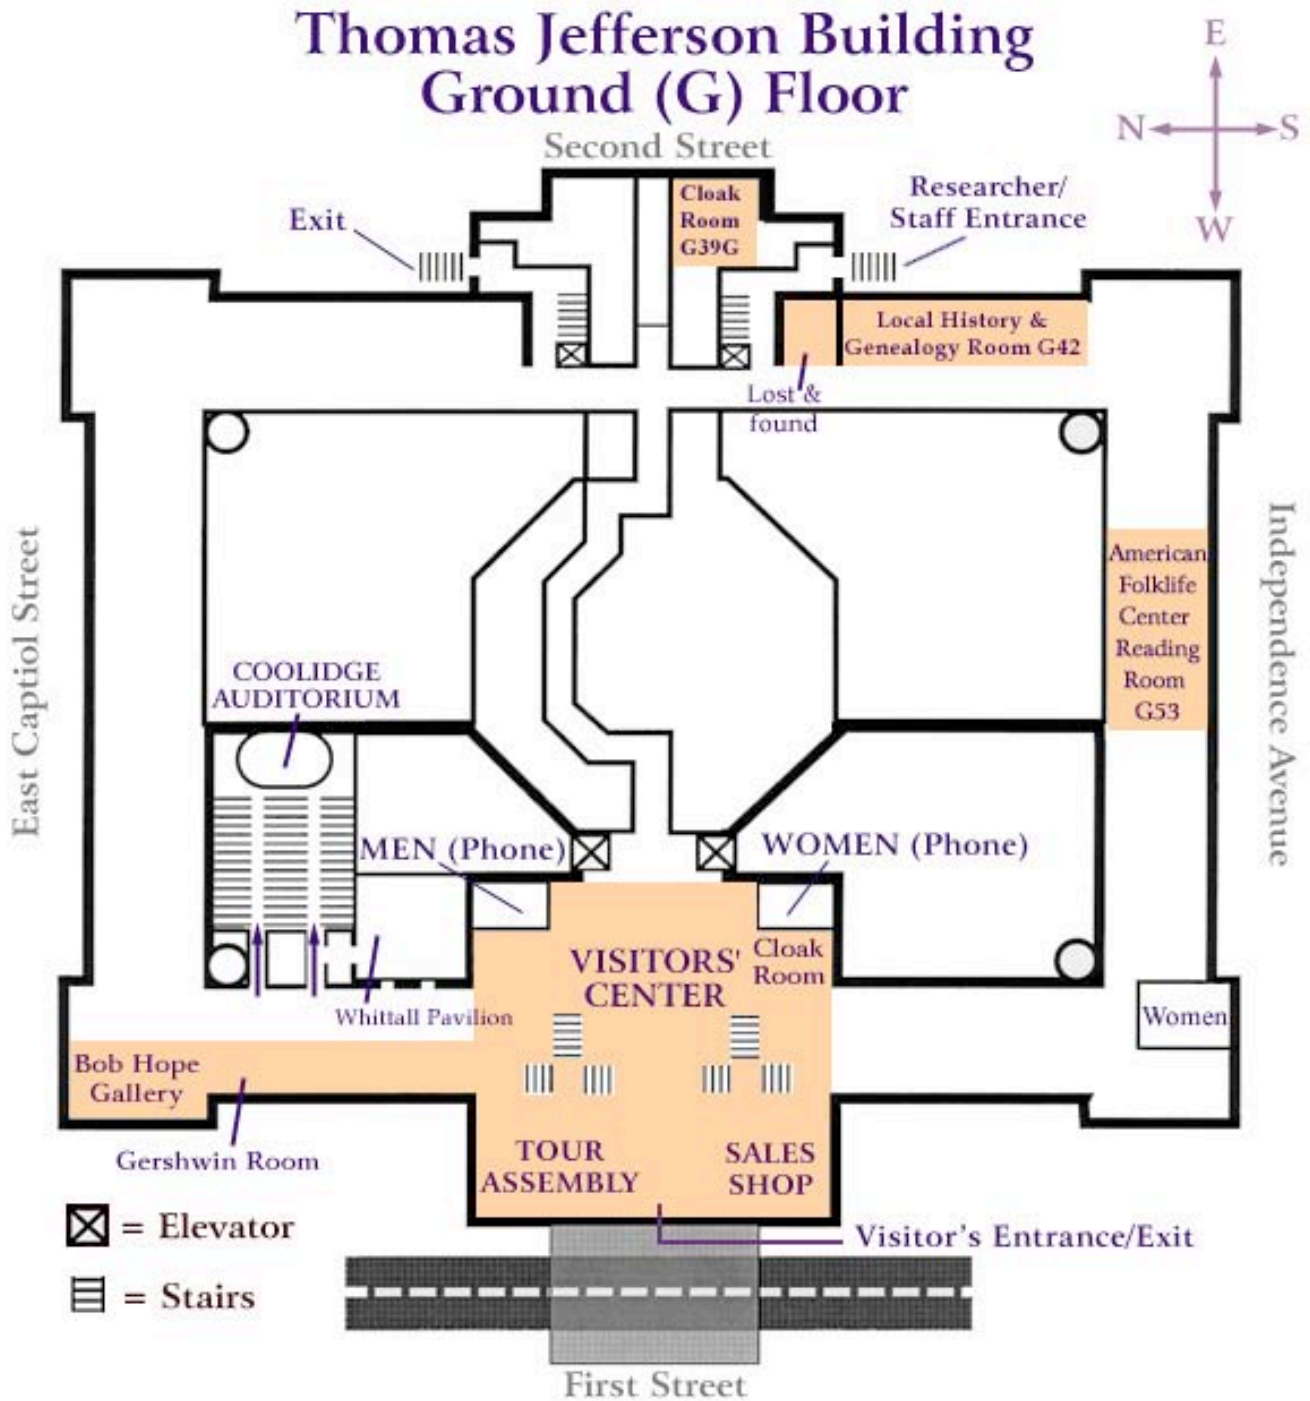 Thomas Jefferson Building
Ground (G) Floor
E
N
S
W
Second Street
Exit
Cloak
Room
G39G
Researcher/
Staff Entrance
Local History &
Genealogy Room G42
Lost &
found
American
Folklife
Center
Reading
Room
G53
East Captiol Street
Independence Avenue
COOLIDGE
AUDITORIUM
MEN (Phone)
WOMEN (Phone)
VISITORS'
CENTER
Cloak
Room
Whittall Pavilion
Women
Bob Hope
Gallery
Gershwin Room
TOUR
ASSEMBLY
SALES
SHOP
= Elevator
= Stairs
Visitor's Entrance/Exit
First Street